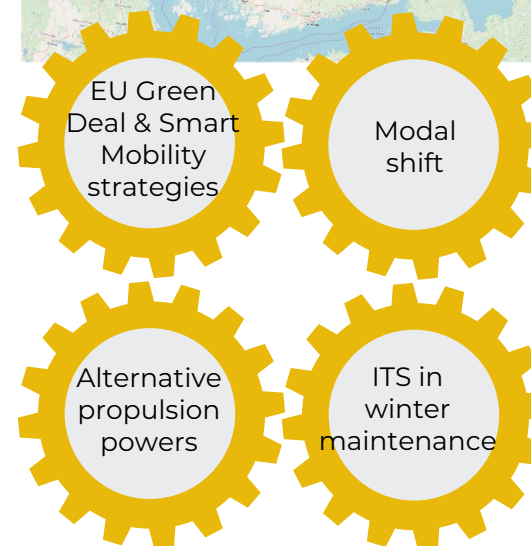 EU Green
Deal & Smart
Mobility
strategies
Modal
shift
Alternative
propulsion
powers
ITS in
winter
maintenance